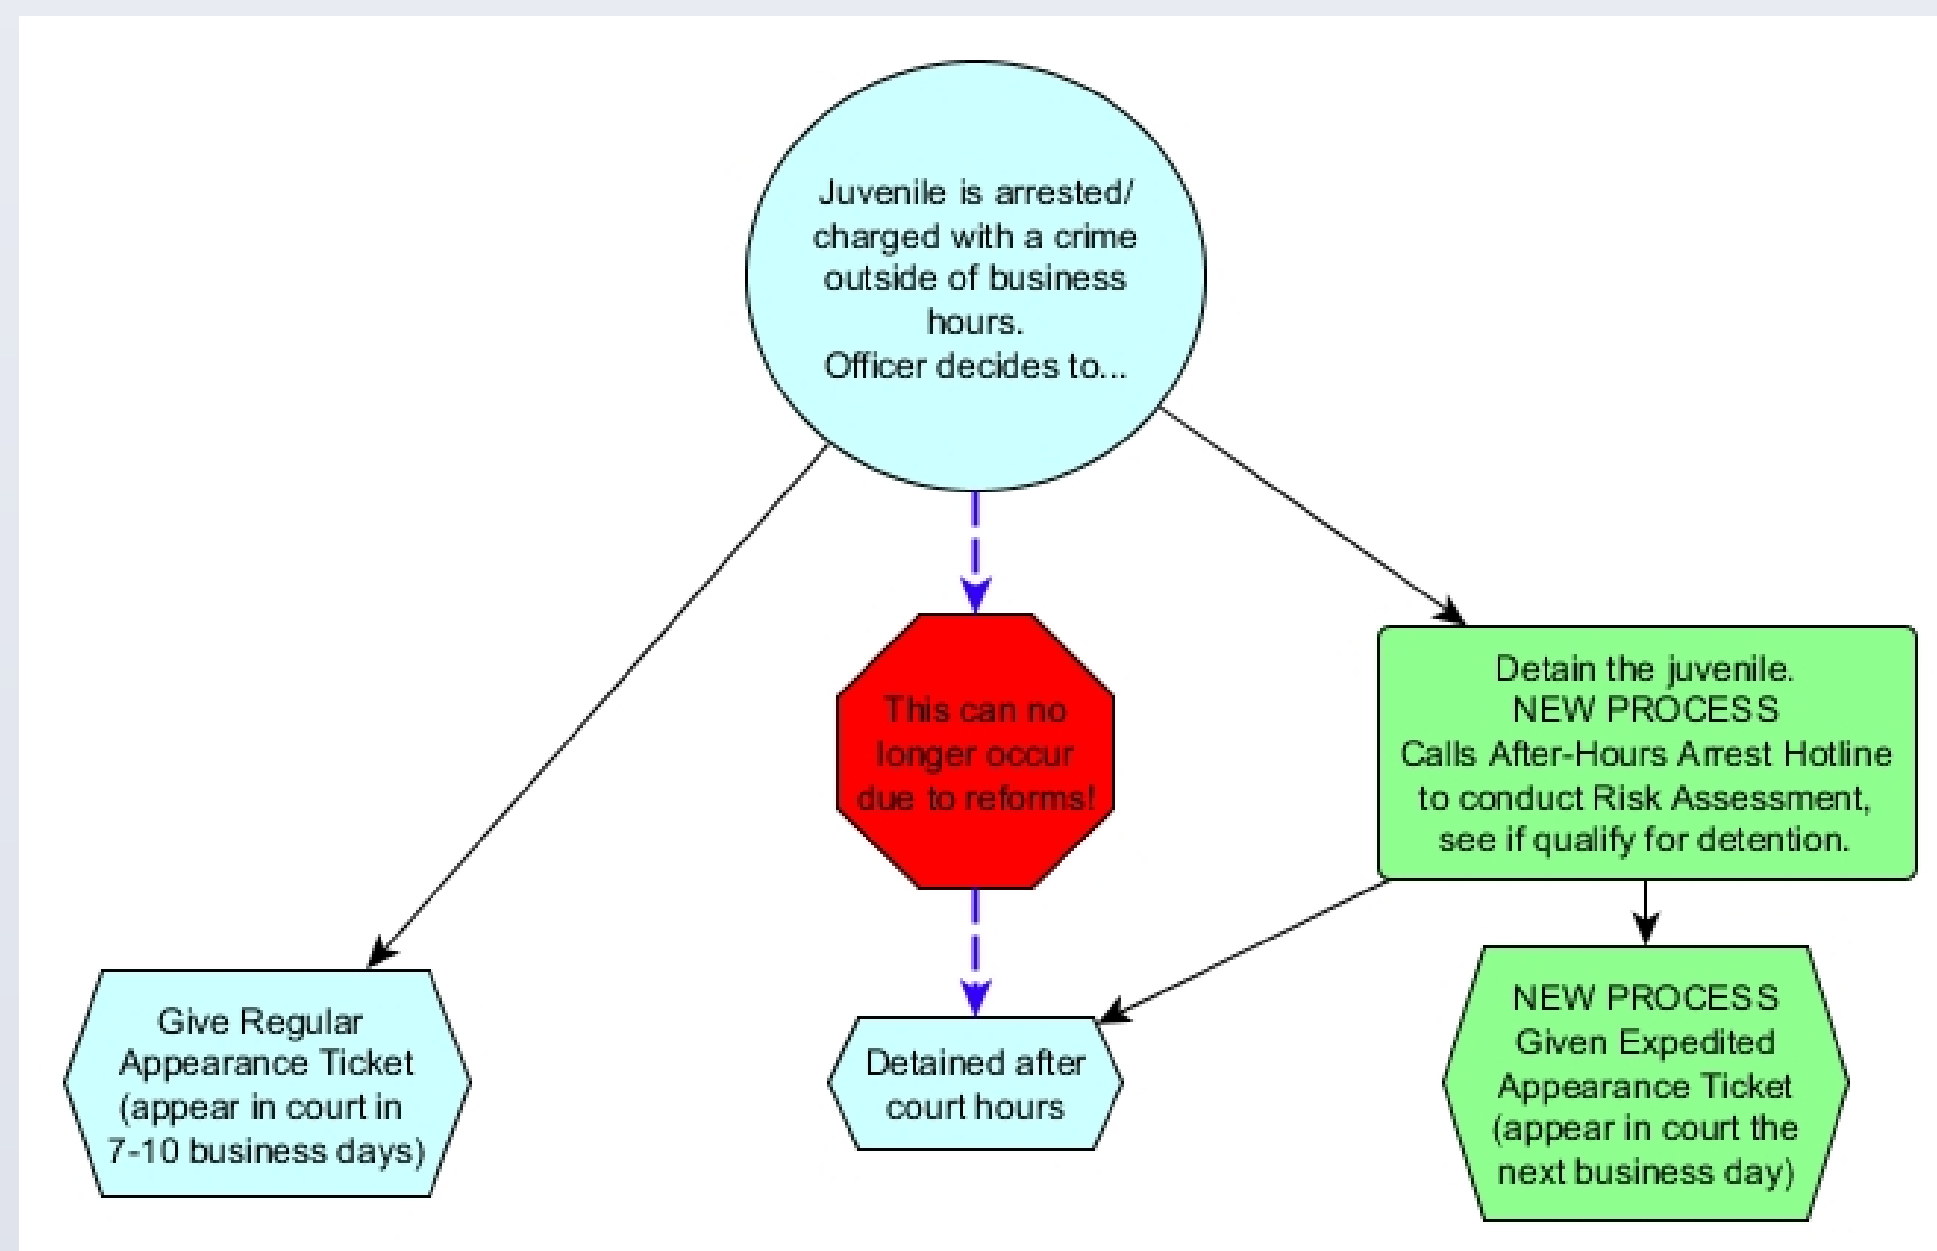 Juvenile is arrested/
charged with a crime
outside of business
hours.
Officer decides to...
This can no
longer occur
due to reforms!
Detain the juvenile.
NEW PROCESS
Calls After-Hours Arrest Hotline
to conduct Risk Assessment,
see if qualify for detention.
Give Regular
Appearance Ticket
(appear in court in
7-10 business days)
Detained after
court hours
NEW PROCESS
Given Expedited
Appearance Ticket
(appear in court the
next business day)